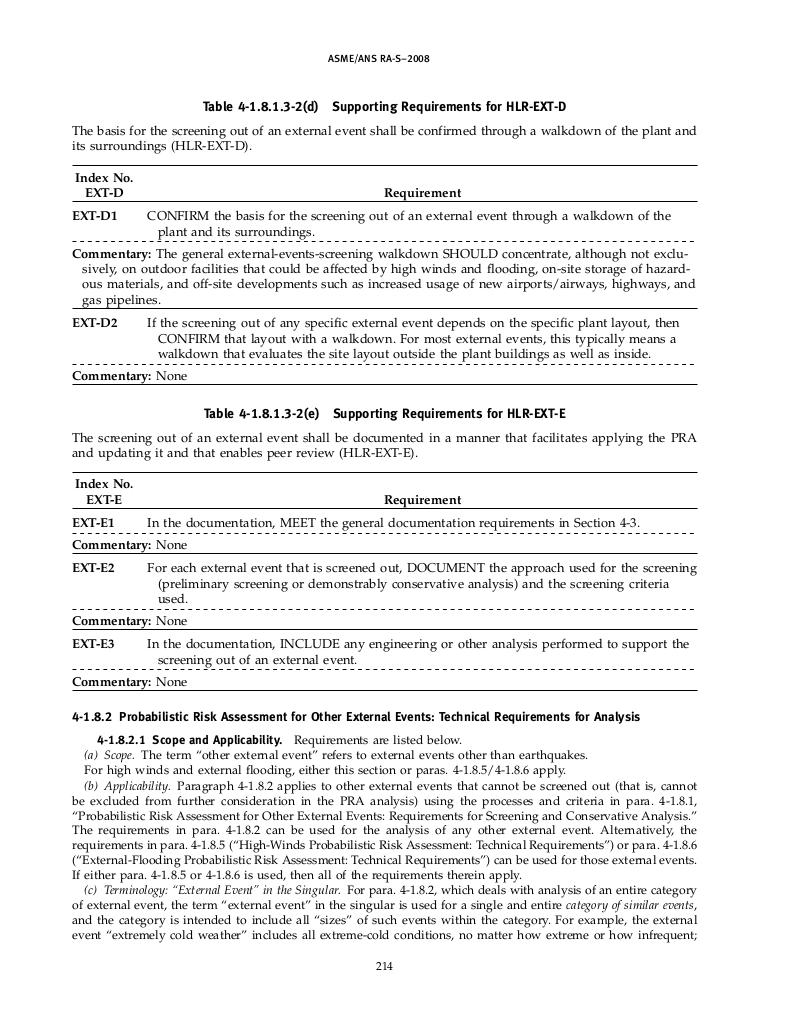 ASME/ANS RA-S–2008
Table 4-1.8.1.3-2(d) Supporting Requirements for HLR-EXT-D
The basis for the screening out of an external event shall be confirmed through a walkdown of the plant and
its surroundings (HLR-EXT-D).
Index No.
EXT-D Requirement
EXT-D1 CONFIRM the basis for the screening out of an external event through a walkdown of the
plant and its surroundings.
Commentary: The general external-events-screening walkdown SHOULD concentrate, although not exclu-
sively, on outdoor facilities that could be affected by high winds and flooding, on-site storage of hazard-
ous materials, and off-site developments such as increased usage of new airports/airways, highways, and
gas pipelines.
EXT-D2 If the screening out of any specific external event depends on the specific plant layout, then
CONFIRM that layout with a walkdown. For most external events, this typically means a
walkdown that evaluates the site layout outside the plant buildings as well as inside.
Commentary: None
Table 4-1.8.1.3-2(e) Supporting Requirements for HLR-EXT-E
The screening out of an external event shall be documented in a manner that facilitates applying the PRA
and updating it and that enables peer review (HLR-EXT-E).
Index No.
EXT-E Requirement
EXT-E1 In the documentation, MEET the general documentation requirements in Section 4-3.
Commentary: None
EXT-E2 For each external event that is screened out, DOCUMENT the approach used for the screening
(preliminary screening or demonstrably conservative analysis) and the screening criteria
used.
Commentary: None
EXT-E3 In the documentation, INCLUDE any engineering or other analysis performed to support the
screening out of an external event.
Commentary: None
4-1.8.2 Probabilistic Risk Assessment for Other External Events: Technical Requirements for Analysis
4-1.8.2.1 Scope and Applicability. Requirements are listed below.
(a) Scope. The term “other external event” refers to external events other than earthquakes.
For high winds and external flooding, either this section or paras. 4-1.8.5/4-1.8.6 apply.
(b) Applicability. Paragraph 4-1.8.2 applies to other external events that cannot be screened out (that is, cannot
be excluded from further consideration in the PRA analysis) using the processes and criteria in para. 4-1.8.1,
“Probabilistic Risk Assessment for Other External Events: Requirements for Screening and Conservative Analysis.”
The requirements in para. 4-1.8.2 can be used for the analysis of any other external event. Alternatively, the
requirements in para. 4-1.8.5 (“High-Winds Probabilistic Risk Assessment: Technical Requirements”) or para. 4-1.8.6
(“External-Flooding Probabilistic Risk Assessment: Technical Requirements”) can be used for those external events.
If either para. 4-1.8.5 or 4-1.8.6 is used, then all of the requirements therein apply.
(c) Terminology: “External Event” in the Singular. For para. 4-1.8.2, which deals with analysis of an entire category
of external event, the term “external event” in the singular is used for a single and entire category of similar events,
and the category is intended to include all “sizes” of such events within the category. For example, the external
event “extremely cold weather” includes all extreme-cold conditions, no matter how extreme or how infrequent;
214